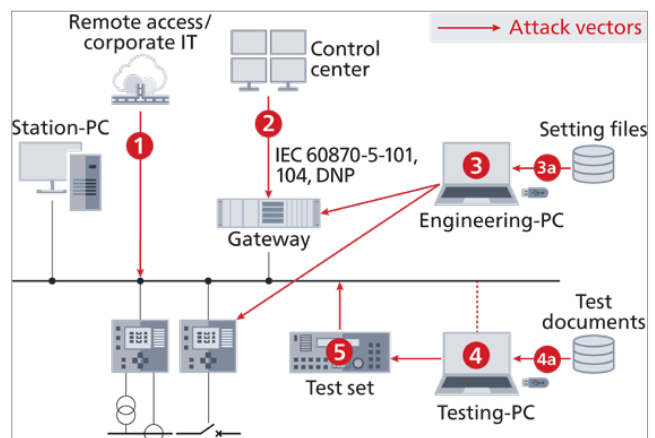 Remote access/
corporate IT
Control
center
Attack vectors
Station-PC
1
2
IEC 60870-5-101,
104, DNP
Setting files
3
3a
Engineering-PC
Gateway
Test
documents
5
4
4a
Test set
Testing-PC